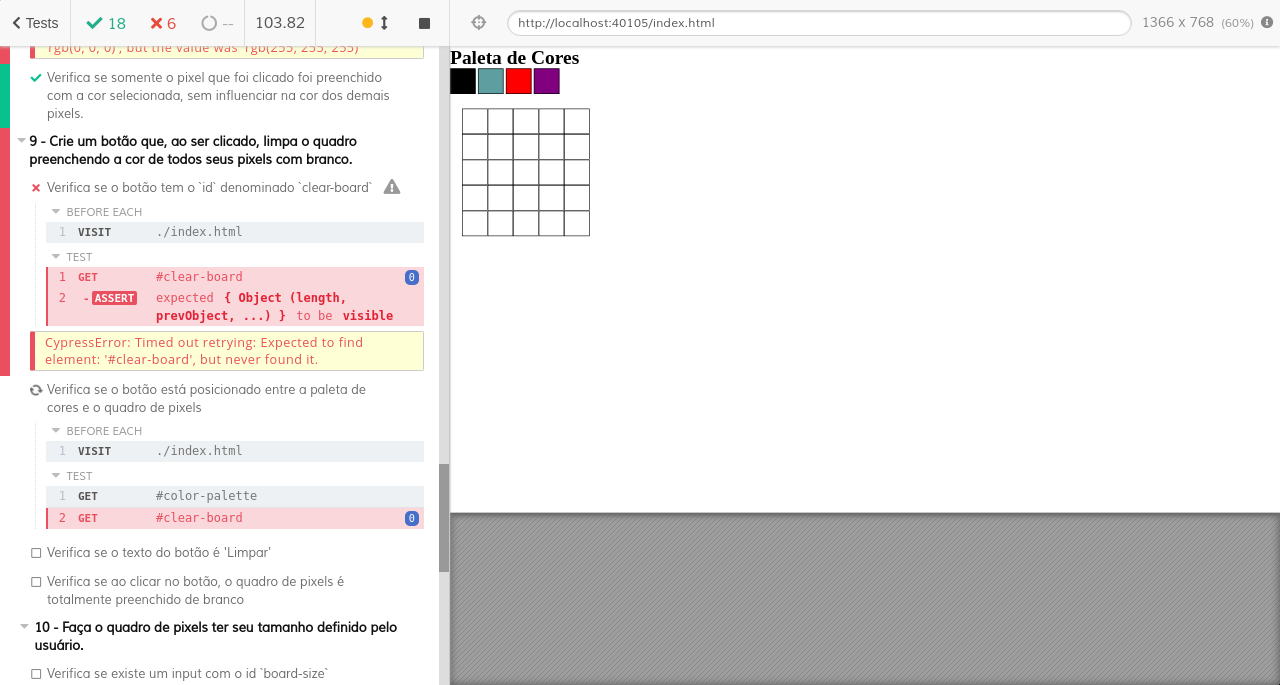 Tests 18 6 -- 103.82
http://localhost:40105/index.html 1366 x 768 (60%)
rgb(0, 0, 0)', but the value was 'rgb(255, 255, 255)'
Verifica se somente o pixel que foi clicado foi preenchido
com a cor selecionada, sem influenciar na cor dos demais
pixels.
9 - Crie um botão que, ao ser clicado, limpa o quadro
preenchendo a cor de todos seus pixels com branco.
Verifica se o botão tem o `id` denominado `clear-board`
BEFORE EACH
1 VISIT ./index.html
TEST
1 GET #clear-board 0
2 -ASSERT expected { Object (length,
prevObject, ...) } to be visible
CypressError: Timed out retrying: Expected to find
element: '#clear-board', but never found it.
Verifica se o botão está posicionado entre a paleta de
cores e o quadro de pixels
BEFORE EACH
1 VISIT ./index.html
TEST
1 GET #color-palette
2 GET #clear-board 0
Verifica se o texto do botão é 'Limpar'
Verifica se ao clicar no botão, o quadro de pixels é
totalmente preenchido de branco
10 - Faça o quadro de pixels ter seu tamanho definido pelo
usuário.
Verifica se existe um input com o id `board-size`
Paleta de Cores